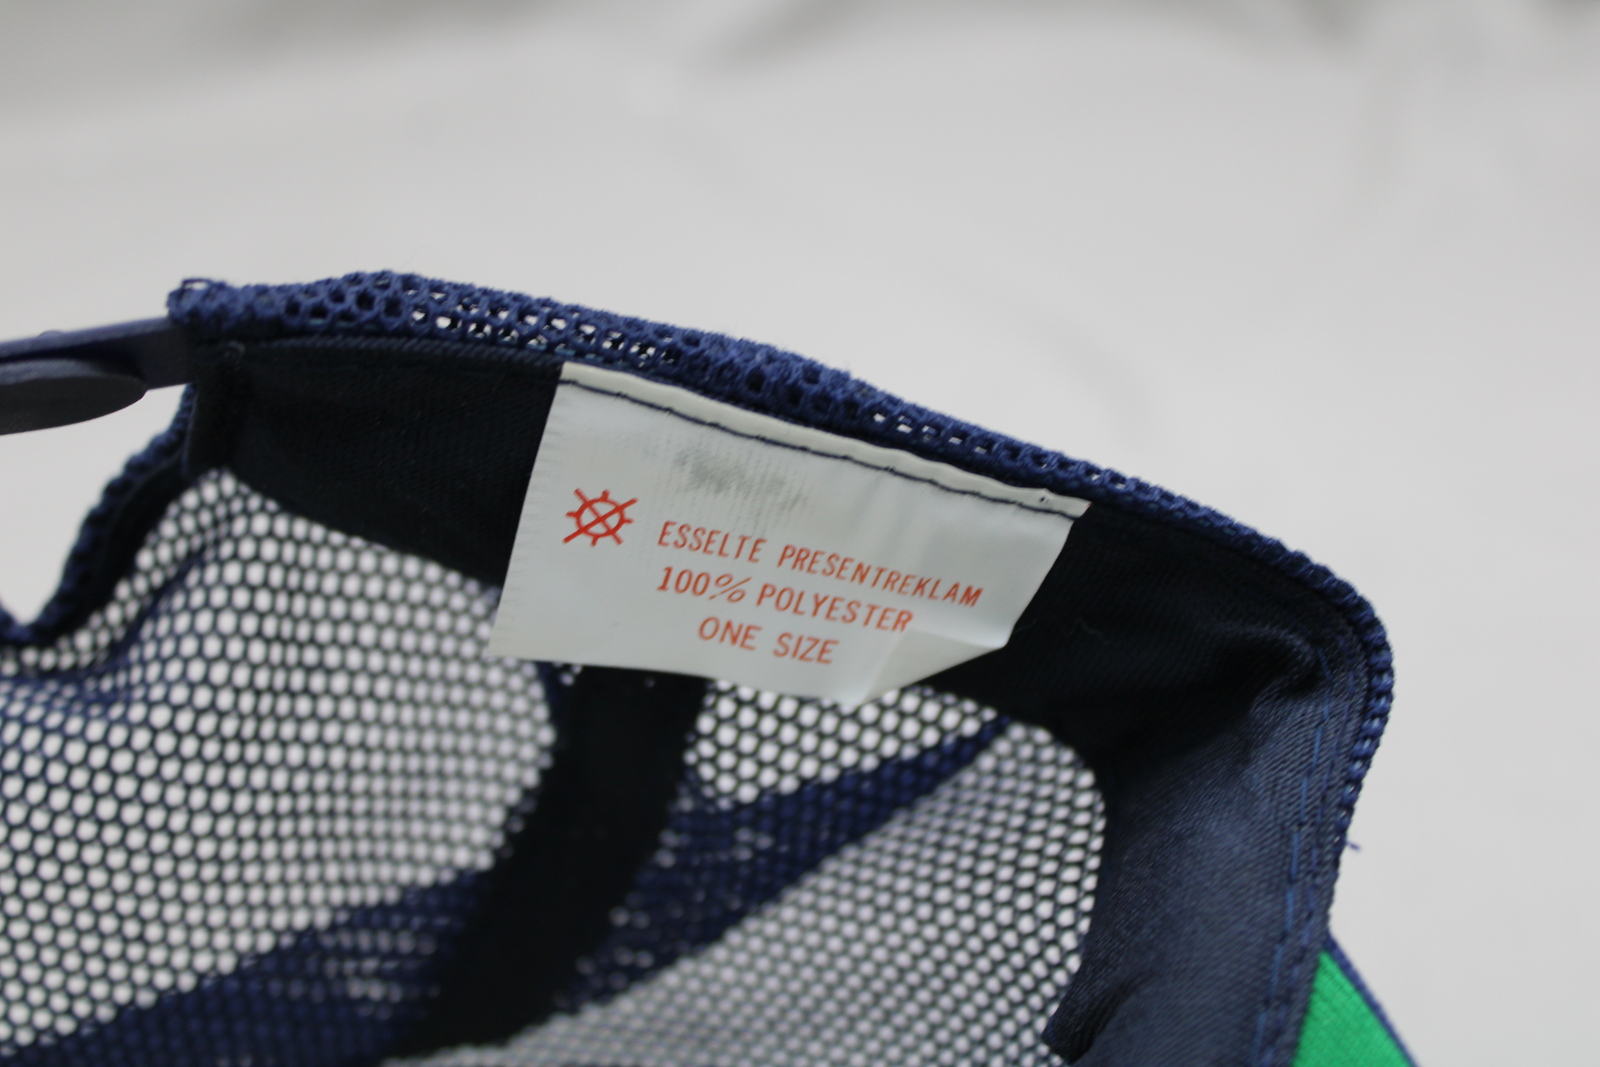 ESSELTE PRESENTREKLAM
100% POLYESTER
ONE SIZE